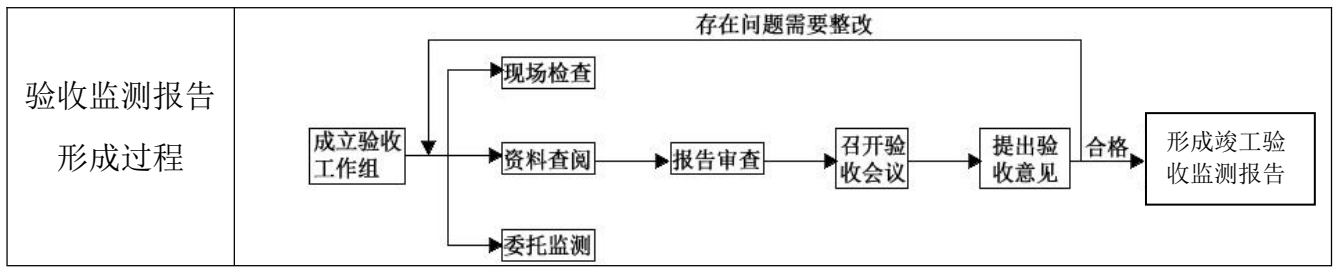 验收监测报告
形成过程
存在问题需要整改
现场检查
成立验收
工作组
资料查阅
报告审查
召开验
收会议
提出验
收意见
合格
形成竣工验
收监测报告
委托监测